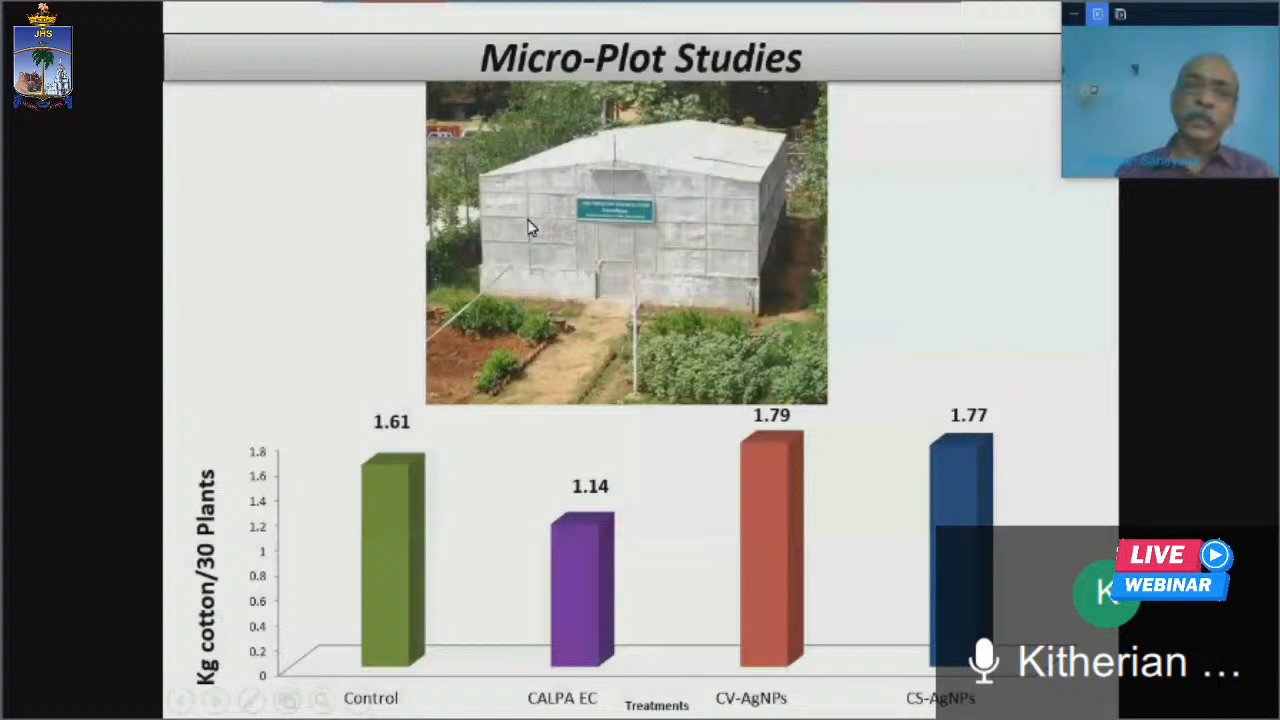 JHS
Micro-Plot Studies
1.61
1.14
1.79
1.77
Kg cotton/30 Plants
1.8
1.6
1.4
1.2
1
0.8
0.6
0.4
0.2
0
Control
CALPA EC
CV-AgNPs
CS-AgNPs
Treatments
LIVE
WEBINAR
K
Kitherian ...